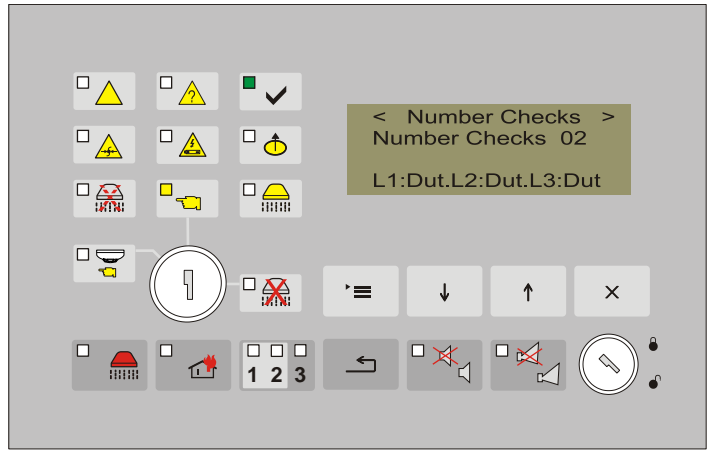 ?
< Number Checks >
Number Checks 02
L1:Dut.L2:Dut.L3:Dut
1 2 3